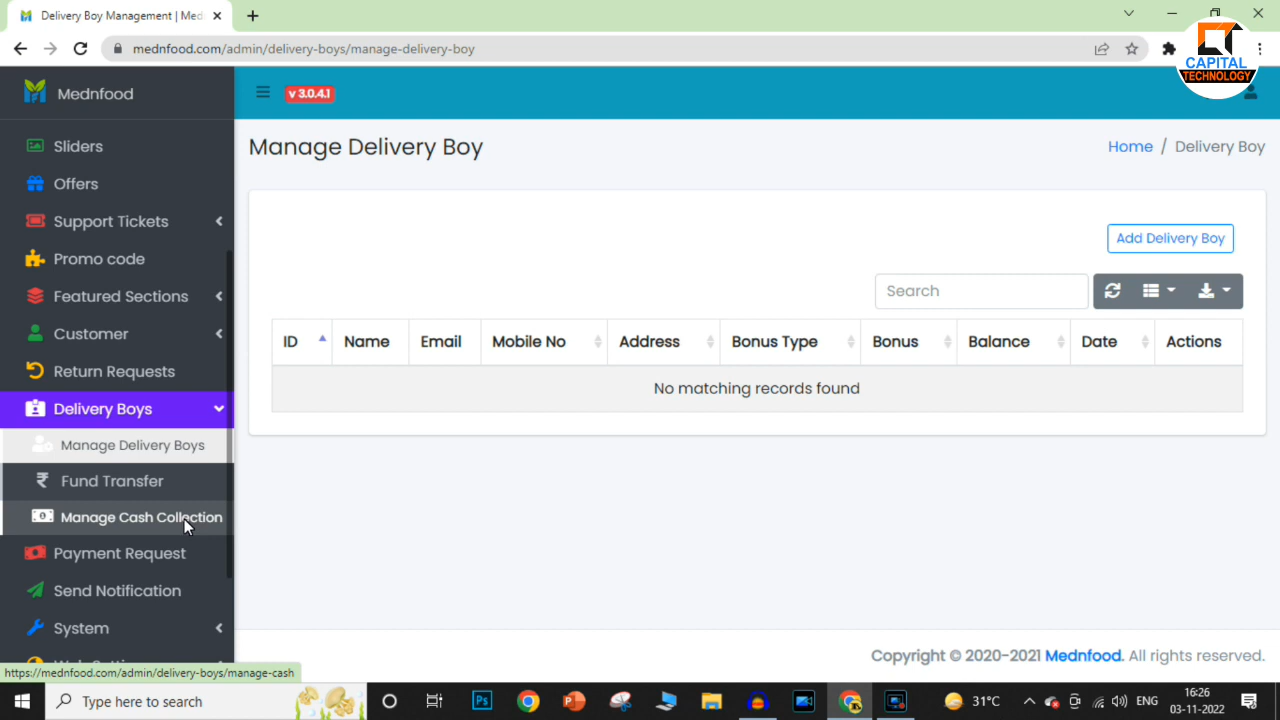 Delivery Boy Management | Med
mednfood.com/admin/delivery-boys/manage-delivery-boy
CAPITAL
TECHNOLOGY
Mednfood
v 3.0.4.1
Sliders
Offers
Support Tickets
Promo code
Featured Sections
Customer
Return Requests
Delivery Boys
Manage Delivery Boys
Fund Transfer
Manage Cash Collection
Payment Request
Send Notification
System
Manage Delivery Boy
Home / Delivery Boy
Add Delivery Boy
Search
ID Name Email Mobile No Address Bonus Type Bonus Balance Date Actions
No matching records found
Copyright © 2020-2021 Mednfood. All rights reserved.
https://mednfood.com/admin/delivery-boys/manage-cash
Type here to search
31°C
ENG
16:26
03-11-2022